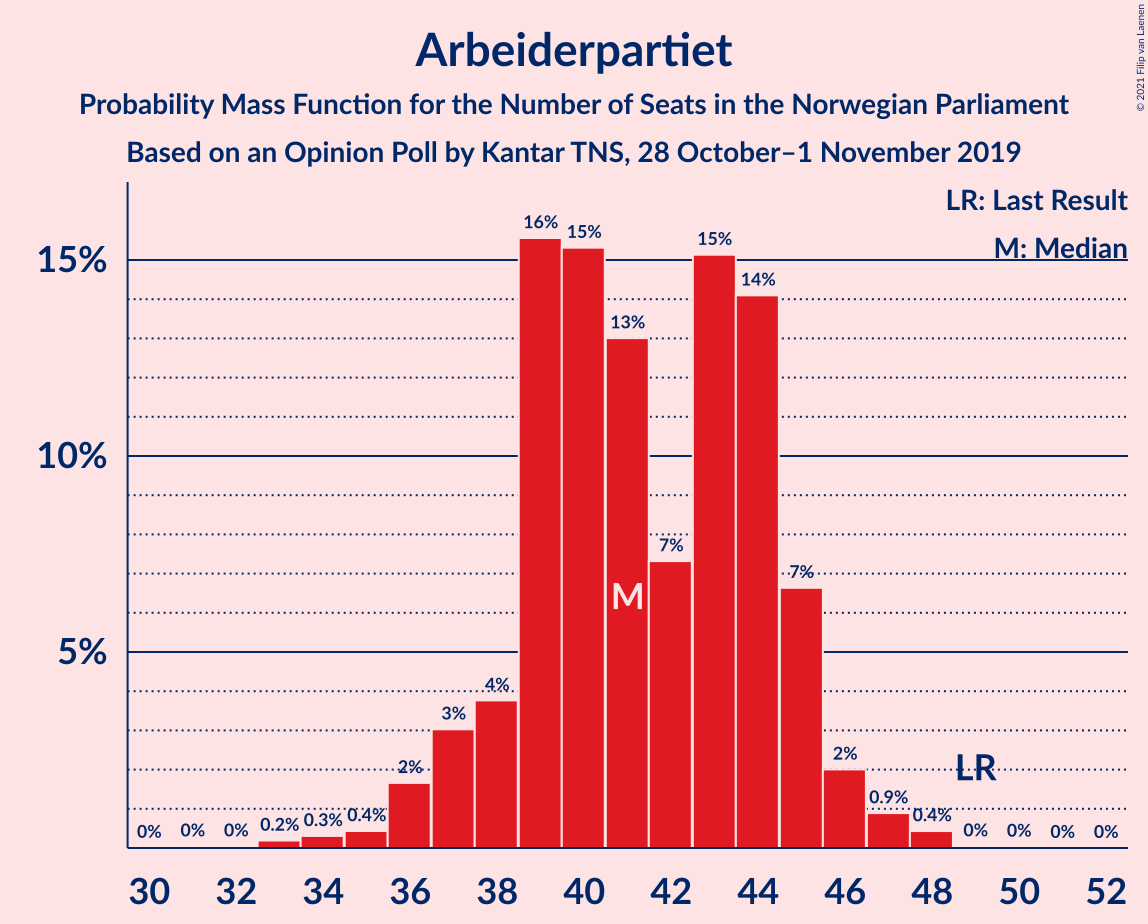 Arbeiderpartiet
Probability Mass Function for the Number of Seats in the Norwegian Parliament
Based on an Opinion Poll by Kantar TNS, 28 October–1 November 2019
© 2021 Filip van Laenen
LR: Last Result
M: Median
15%
10%
5%
0% 0% 0% 0.2% 0.3% 0.4% 2% 3% 4% 16% 15% 13% 7% 15% 14% 7% 2% 0.9% 0.4% 0% 0% 0% 0%
M
LR
30 32 34 36 38 40 42 44 46 48 50 52